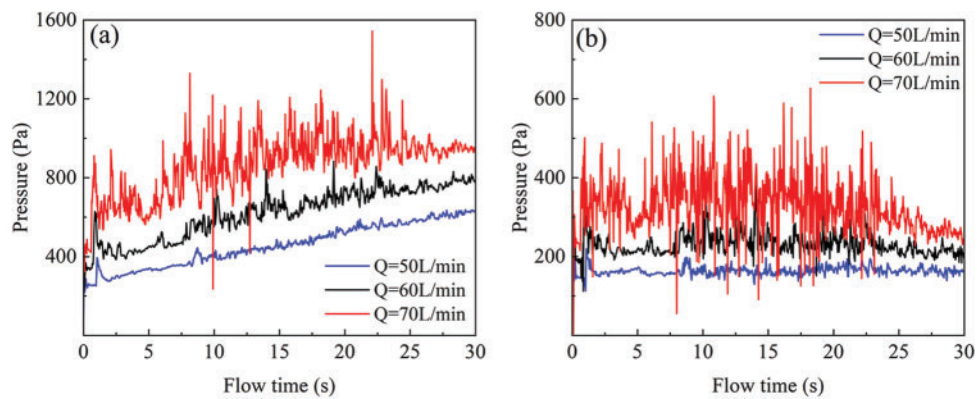 (a)
1600
1200
800
400
0
5
10
15
20
25
30
Pressure (Pa)
Flow time (s)
Q=50L/min
Q=60L/min
Q=70L/min
(b)
800
600
400
200
0
5
10
15
20
25
30
Pressure (Pa)
Flow time (s)
Q=50L/min
Q=60L/min
Q=70L/min